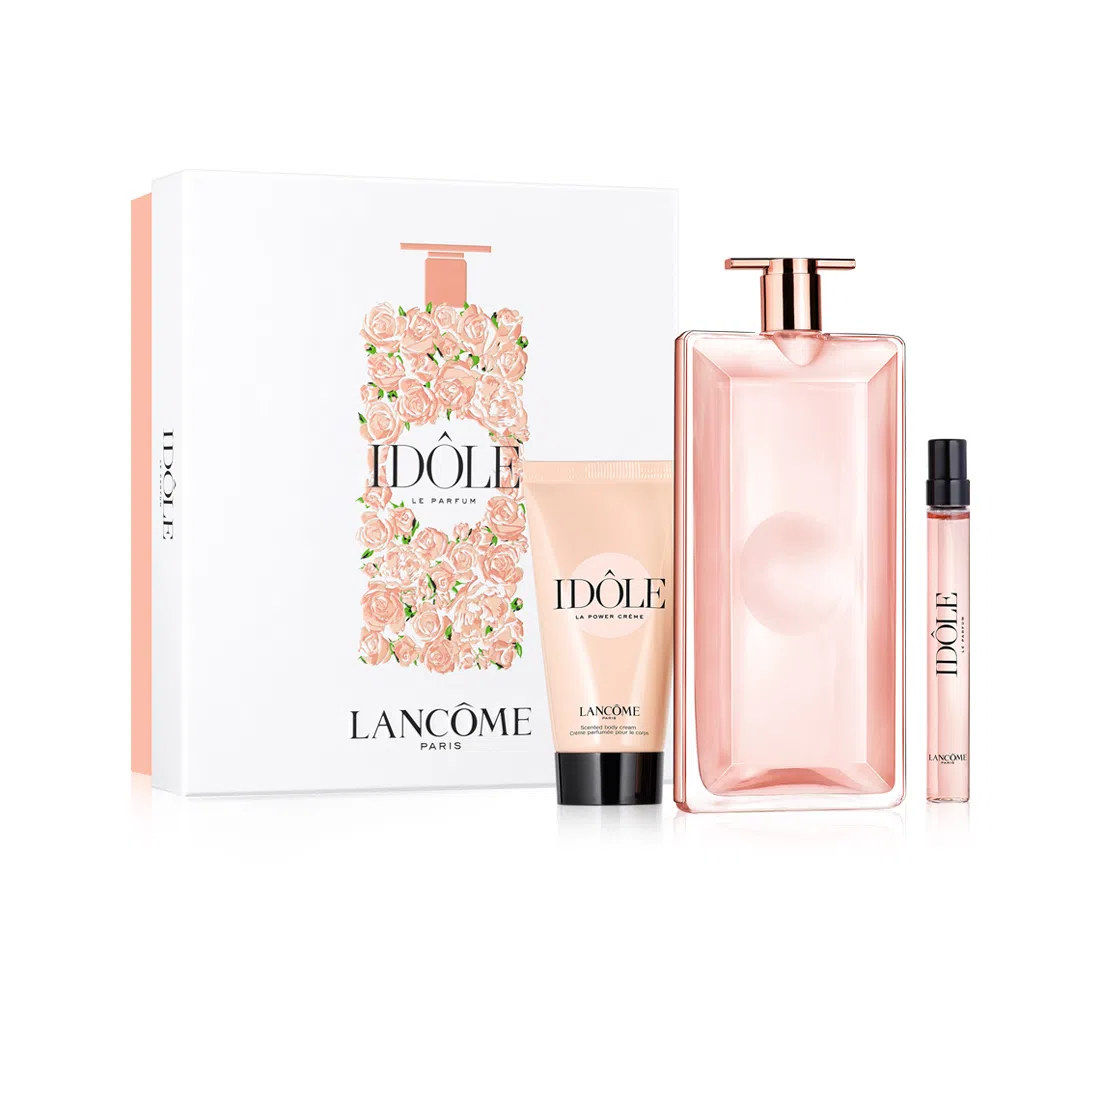 IDÔLE
IDÔLE
LE PARFUM
LANCÔME
PARIS
IDÔLE
LA POWER CRÈME
LANCÔME
PARIS
Scented body cream
Crème parfumée pour le corps
IDÔLE
LE PARFUM
LANCÔME
PARIS